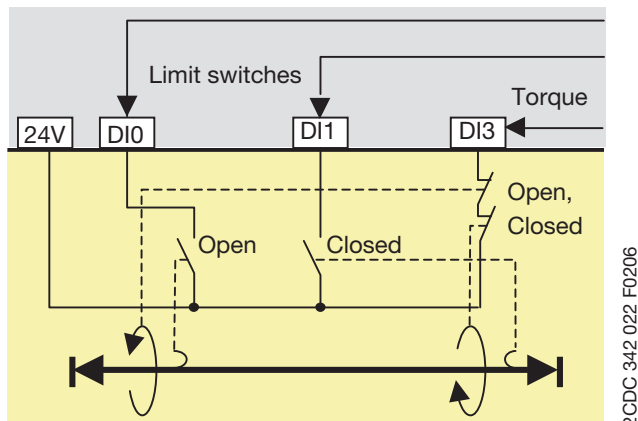 Limit switches
Torque
24V
DI0
DI1
DI3
Open,
Closed
Open
Closed
2CDC 342 022 F0206